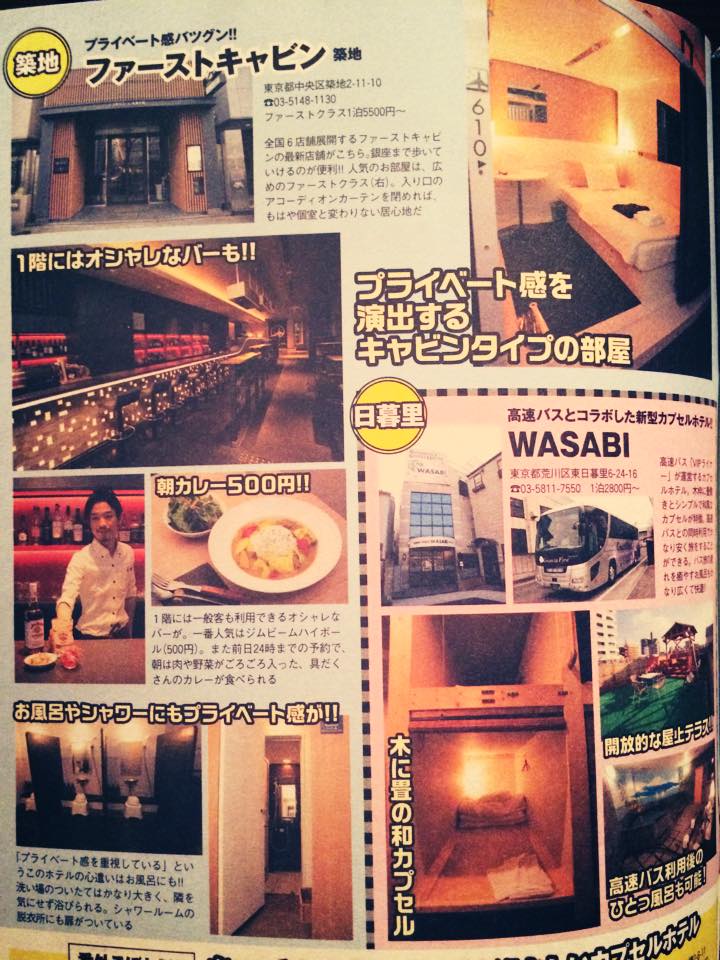 築地
プライベート感バツグン!!
ファーストキャビン 築地
東京都中央区築地2-11-10
☎03-5148-1130
ファーストクラス1泊5500円〜
全国6店舗展開するファーストキャビ
ンの最新店舗がこちら。銀座まで歩いて
いけるのが便利!! 人気のお部屋は、広
めのファーストクラス(右)。入り口の
アコーディオンカーテンを閉めれば、
もはや個室と変わりない居心地だ
610▶
1階にはオシャレなバーも!!
プライベート感を
演出する
キャビンタイプの部屋
朝カレー500円!!
1階には一般客も利用できるオシャレな
バーが。一番人気はジムビームハイボー
ル(500円)。また前日24時までの予約で、
朝は肉や野菜がごろごろ入った、具だく
さんのカレーが食べられる
お風呂やシャワーにもプライベート感が!!
「プライベート感を重視している」とい
うこのホテルの心遣いはお風呂にも!!
洗い場のついたてはかなり大きく、隣を
気にせず浴びられる。シャワールームの
脱衣所にも扉がついている
日暮里
高速バスとコラボした新型カプセルホテル!!
WASABI
東京都荒川区東日暮里6-24-16
☎03-5811-7550 1泊2800円〜
高速バス「VIPライナ
ー」が運営するカプセ
ルホテル。木枠に畳敷
きとシンプルで和風な
カプセルが特徴。高速
バスとの同時利用でか
なり安く旅をすること
ができる。バス旅の疲
れを癒やすお風呂もか
なり広くて快適!
WASABI
木に畳の和カプセル
開放的な屋上テラス!!
高速バス利用後の
ひとっ風呂も可能!
カプセルホテル